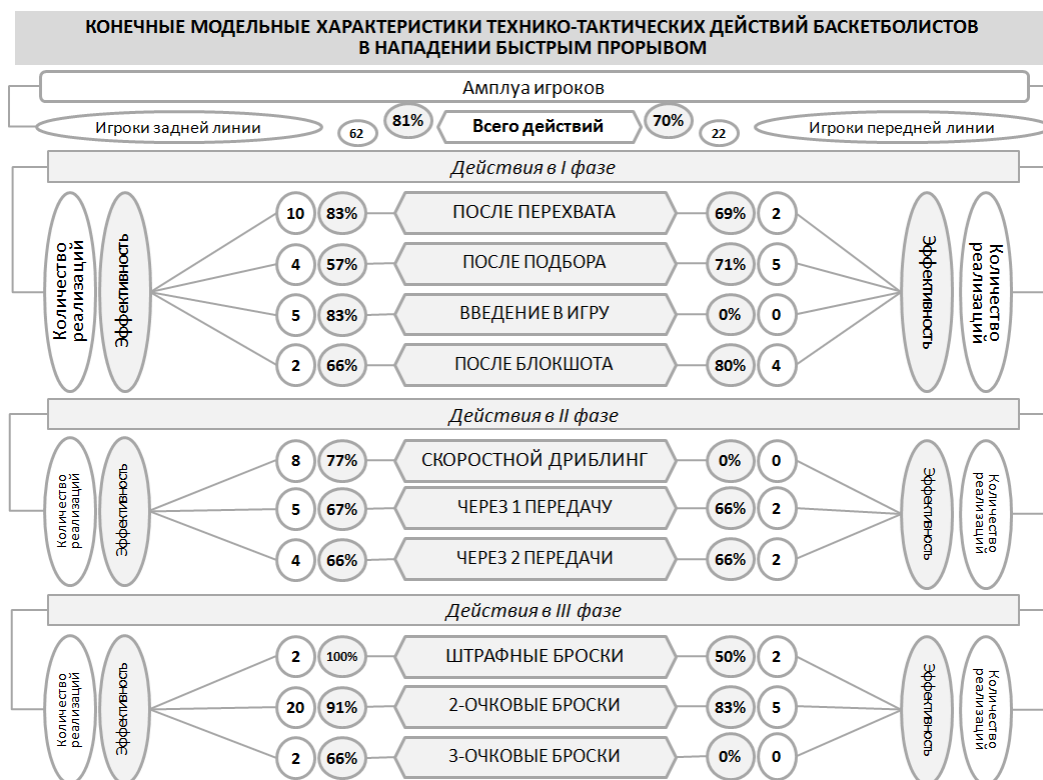 КОНЕЧНЫЕ МОДЕЛЬНЫЕ ХАРАКТЕРИСТИКИ ТЕХНИКО-ТАКТИЧЕСКИХ ДЕЙСТВИЙ БАСКЕТБОЛИСТОВ
В НАПАДЕНИИ БЫСТРЫМ ПРОРЫВОМ
Амплуа игроков
Игроки задней линии 62 81% Всего действий 70% 22 Игроки передней линии
Действия в I фазе
Количество
реализаций
Эффективность
10 83% ПОСЛЕ ПЕРЕХВАТА 69% 2
4 57% ПОСЛЕ ПОДБОРА 71% 5
5 83% ВВЕДЕНИЕ В ИГРУ 0% 0
2 66% ПОСЛЕ БЛОКШОТА 80% 4
Эффективность
Количество
реализаций
Действия в II фазе
Количество
реализаций
Эффективность
8 77% СКОРОСТНОЙ ДРИБЛИНГ 0% 0
5 67% ЧЕРЕЗ 1 ПЕРЕДАЧУ 66% 2
4 66% ЧЕРЕЗ 2 ПЕРЕДАЧИ 66% 2
Эффективность
Количество
реализаций
Действия в III фазе
Количество
реализаций
Эффективность
2 100% ШТРАФНЫЕ БРОСКИ 50% 2
20 91% 2-ОЧКОВЫЕ БРОСКИ 83% 5
2 66% 3-ОЧКОВЫЕ БРОСКИ 0% 0
Эффективность
Количество
реализаций